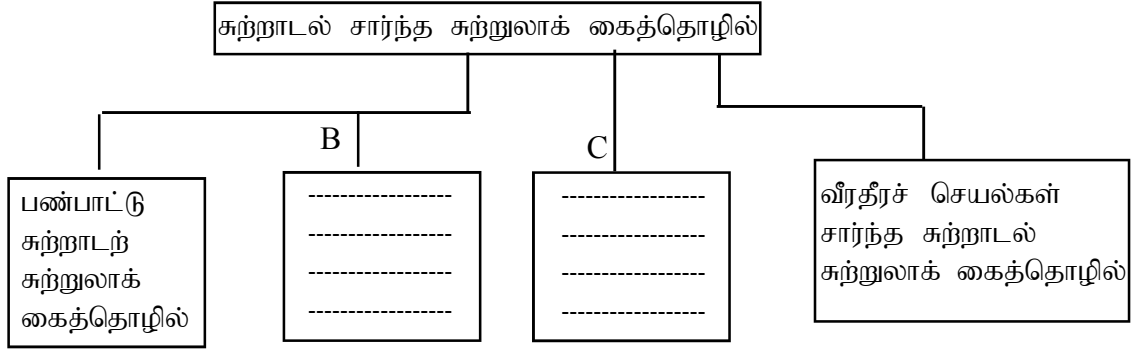 சுற்றாடல் சார்ந்த சுற்றுலாக் கைத்தொழில்
B
C
பண்பாட்டு
சுற்றாடற்
சுற்றுலாக்
கைத்தொழில்
--------------------
--------------------
--------------------
--------------------
--------------------
--------------------
--------------------
--------------------
வீரதீரச் செயல்கள்
சார்ந்த சுற்றாடல்
சுற்றுலாக் கைத்தொழில்